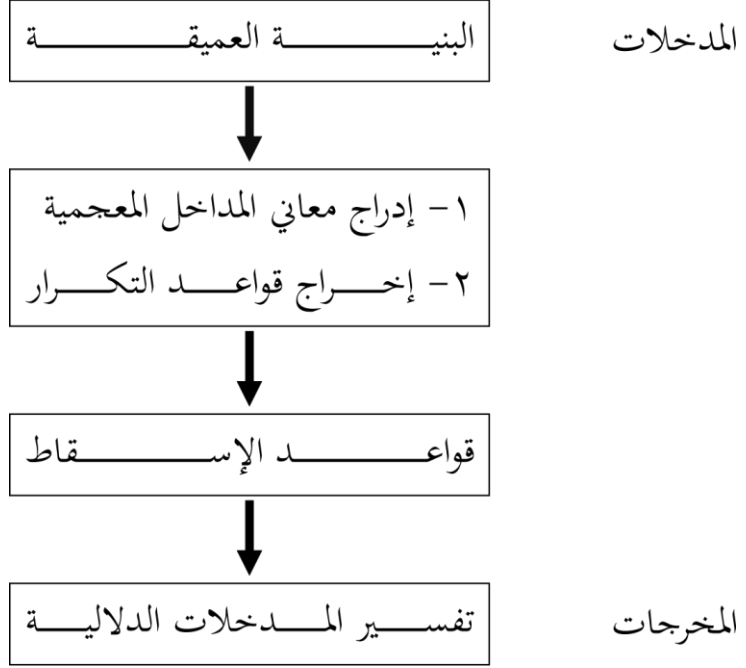 المدخلات
البنية العميقة
١- إدراج معاني المداخل المعجمية
٢- إخراج قواعد التكرار
قواعد الإسقاط
المخرجات
تفسير المدخلات الدلالية